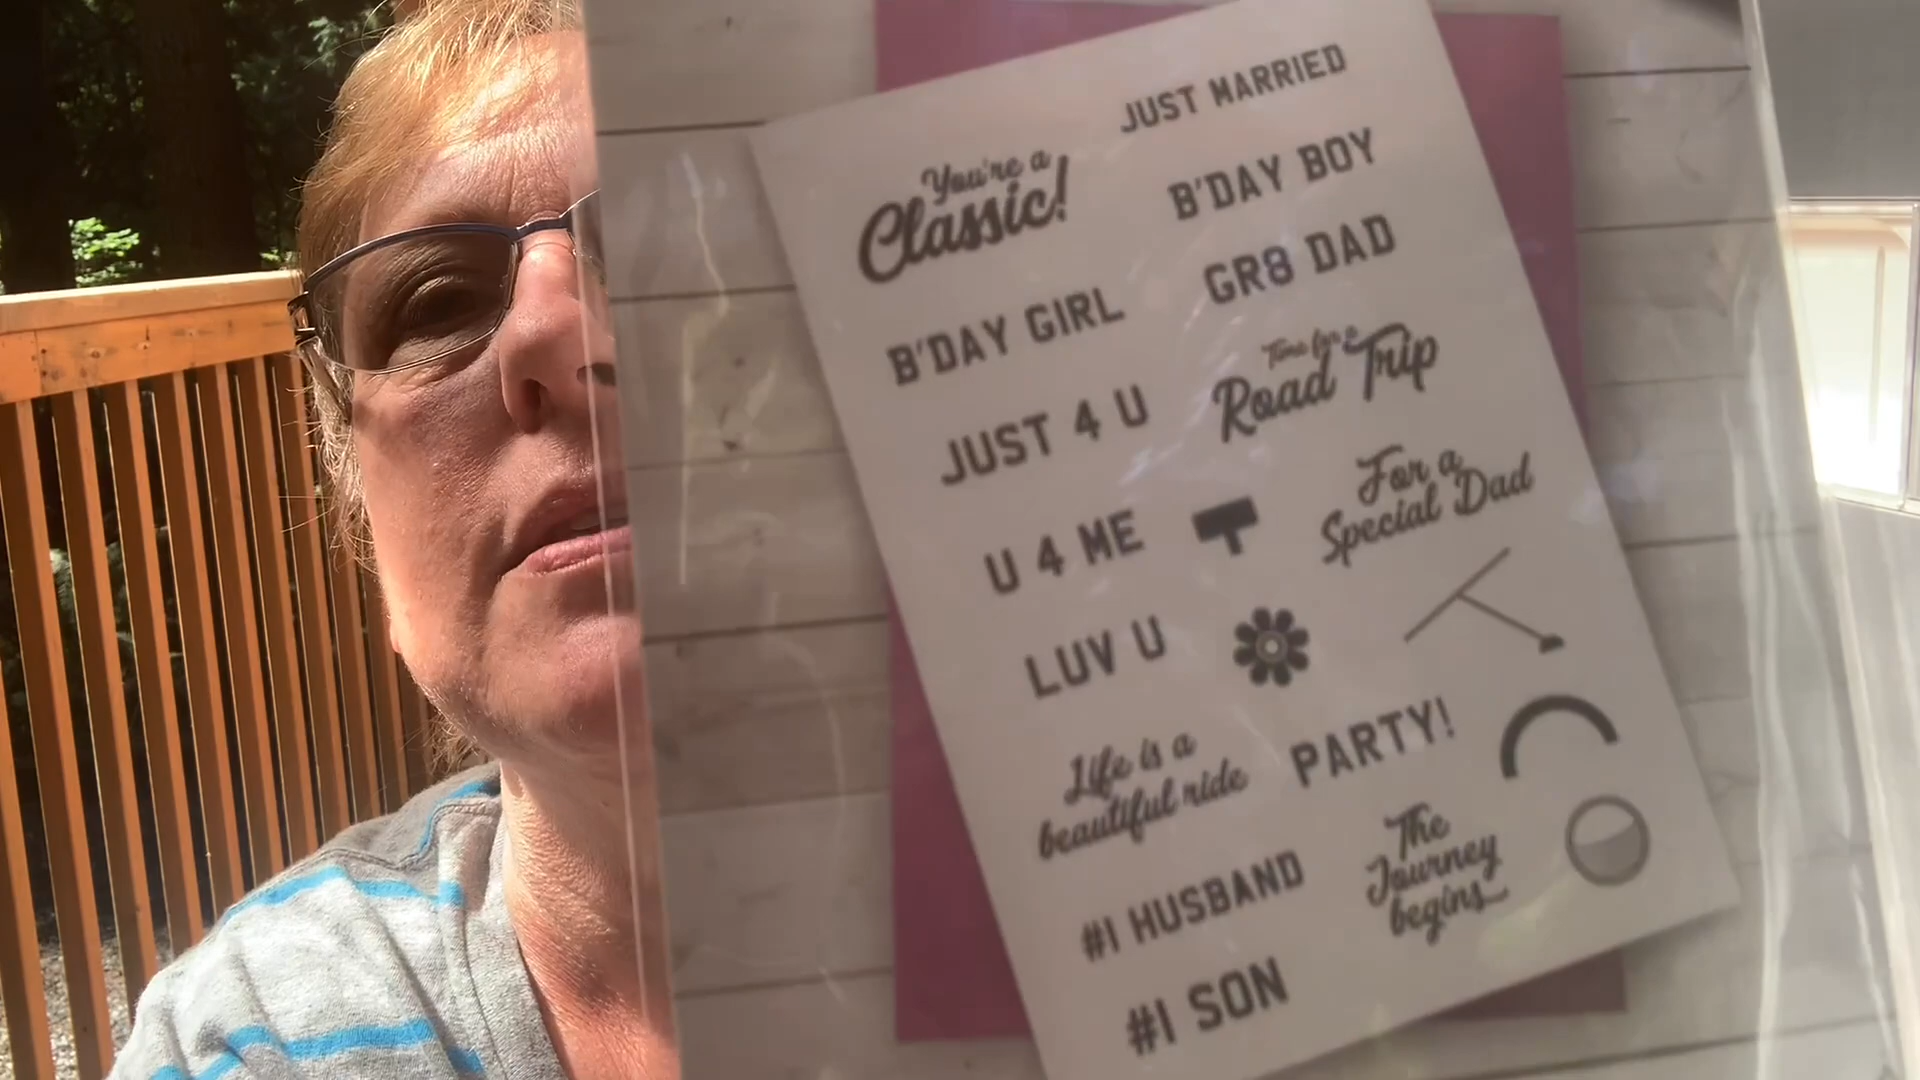 JUST MARRIED
You're a
Classic!
B'DAY BOY
GR8 DAD
B'DAY GIRL
Time for a
Road Trip
JUST 4 U
For a
Special Dad
U 4 ME
LUV U
Life is a
beautiful ride
PARTY!
The
Journey
begins...
#1 HUSBAND
#1 SON